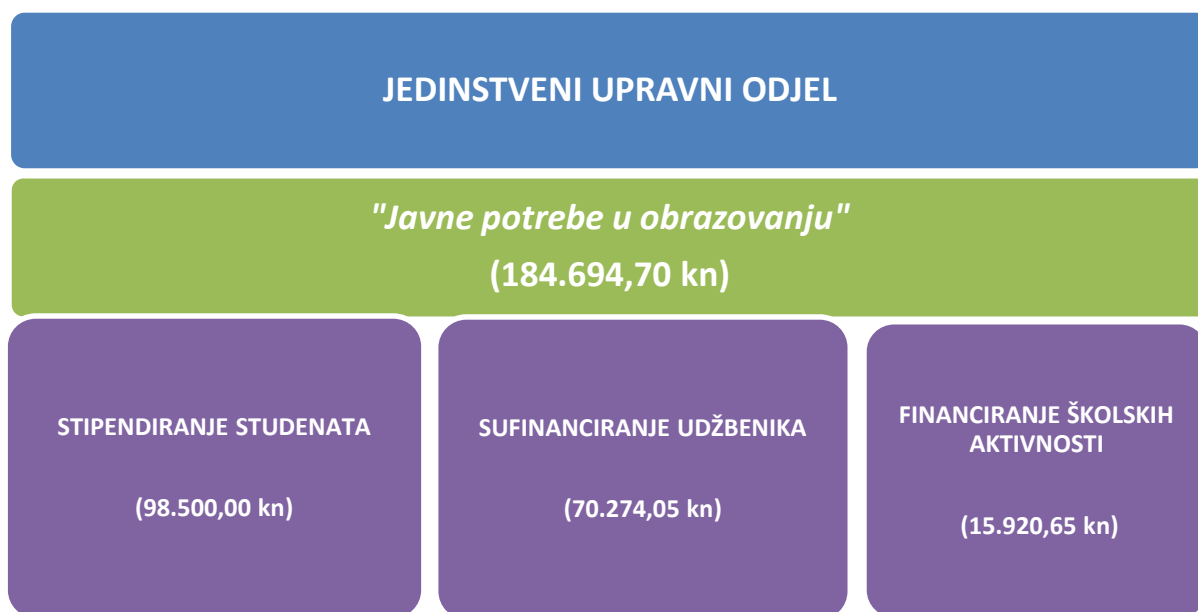 JEDINSTVENI UPRAVNI ODJEL
"Javne potrebe u obrazovanju"
(184.694,70 kn)
STIPENDIRANJE STUDENATA
(98.500,00 kn)
SUFINANCIRANJE UDŽBENIKA
(70.274,05 kn)
FINANCIRANJE ŠKOLSKIH
AKTIVNOSTI
(15.920,65 kn)